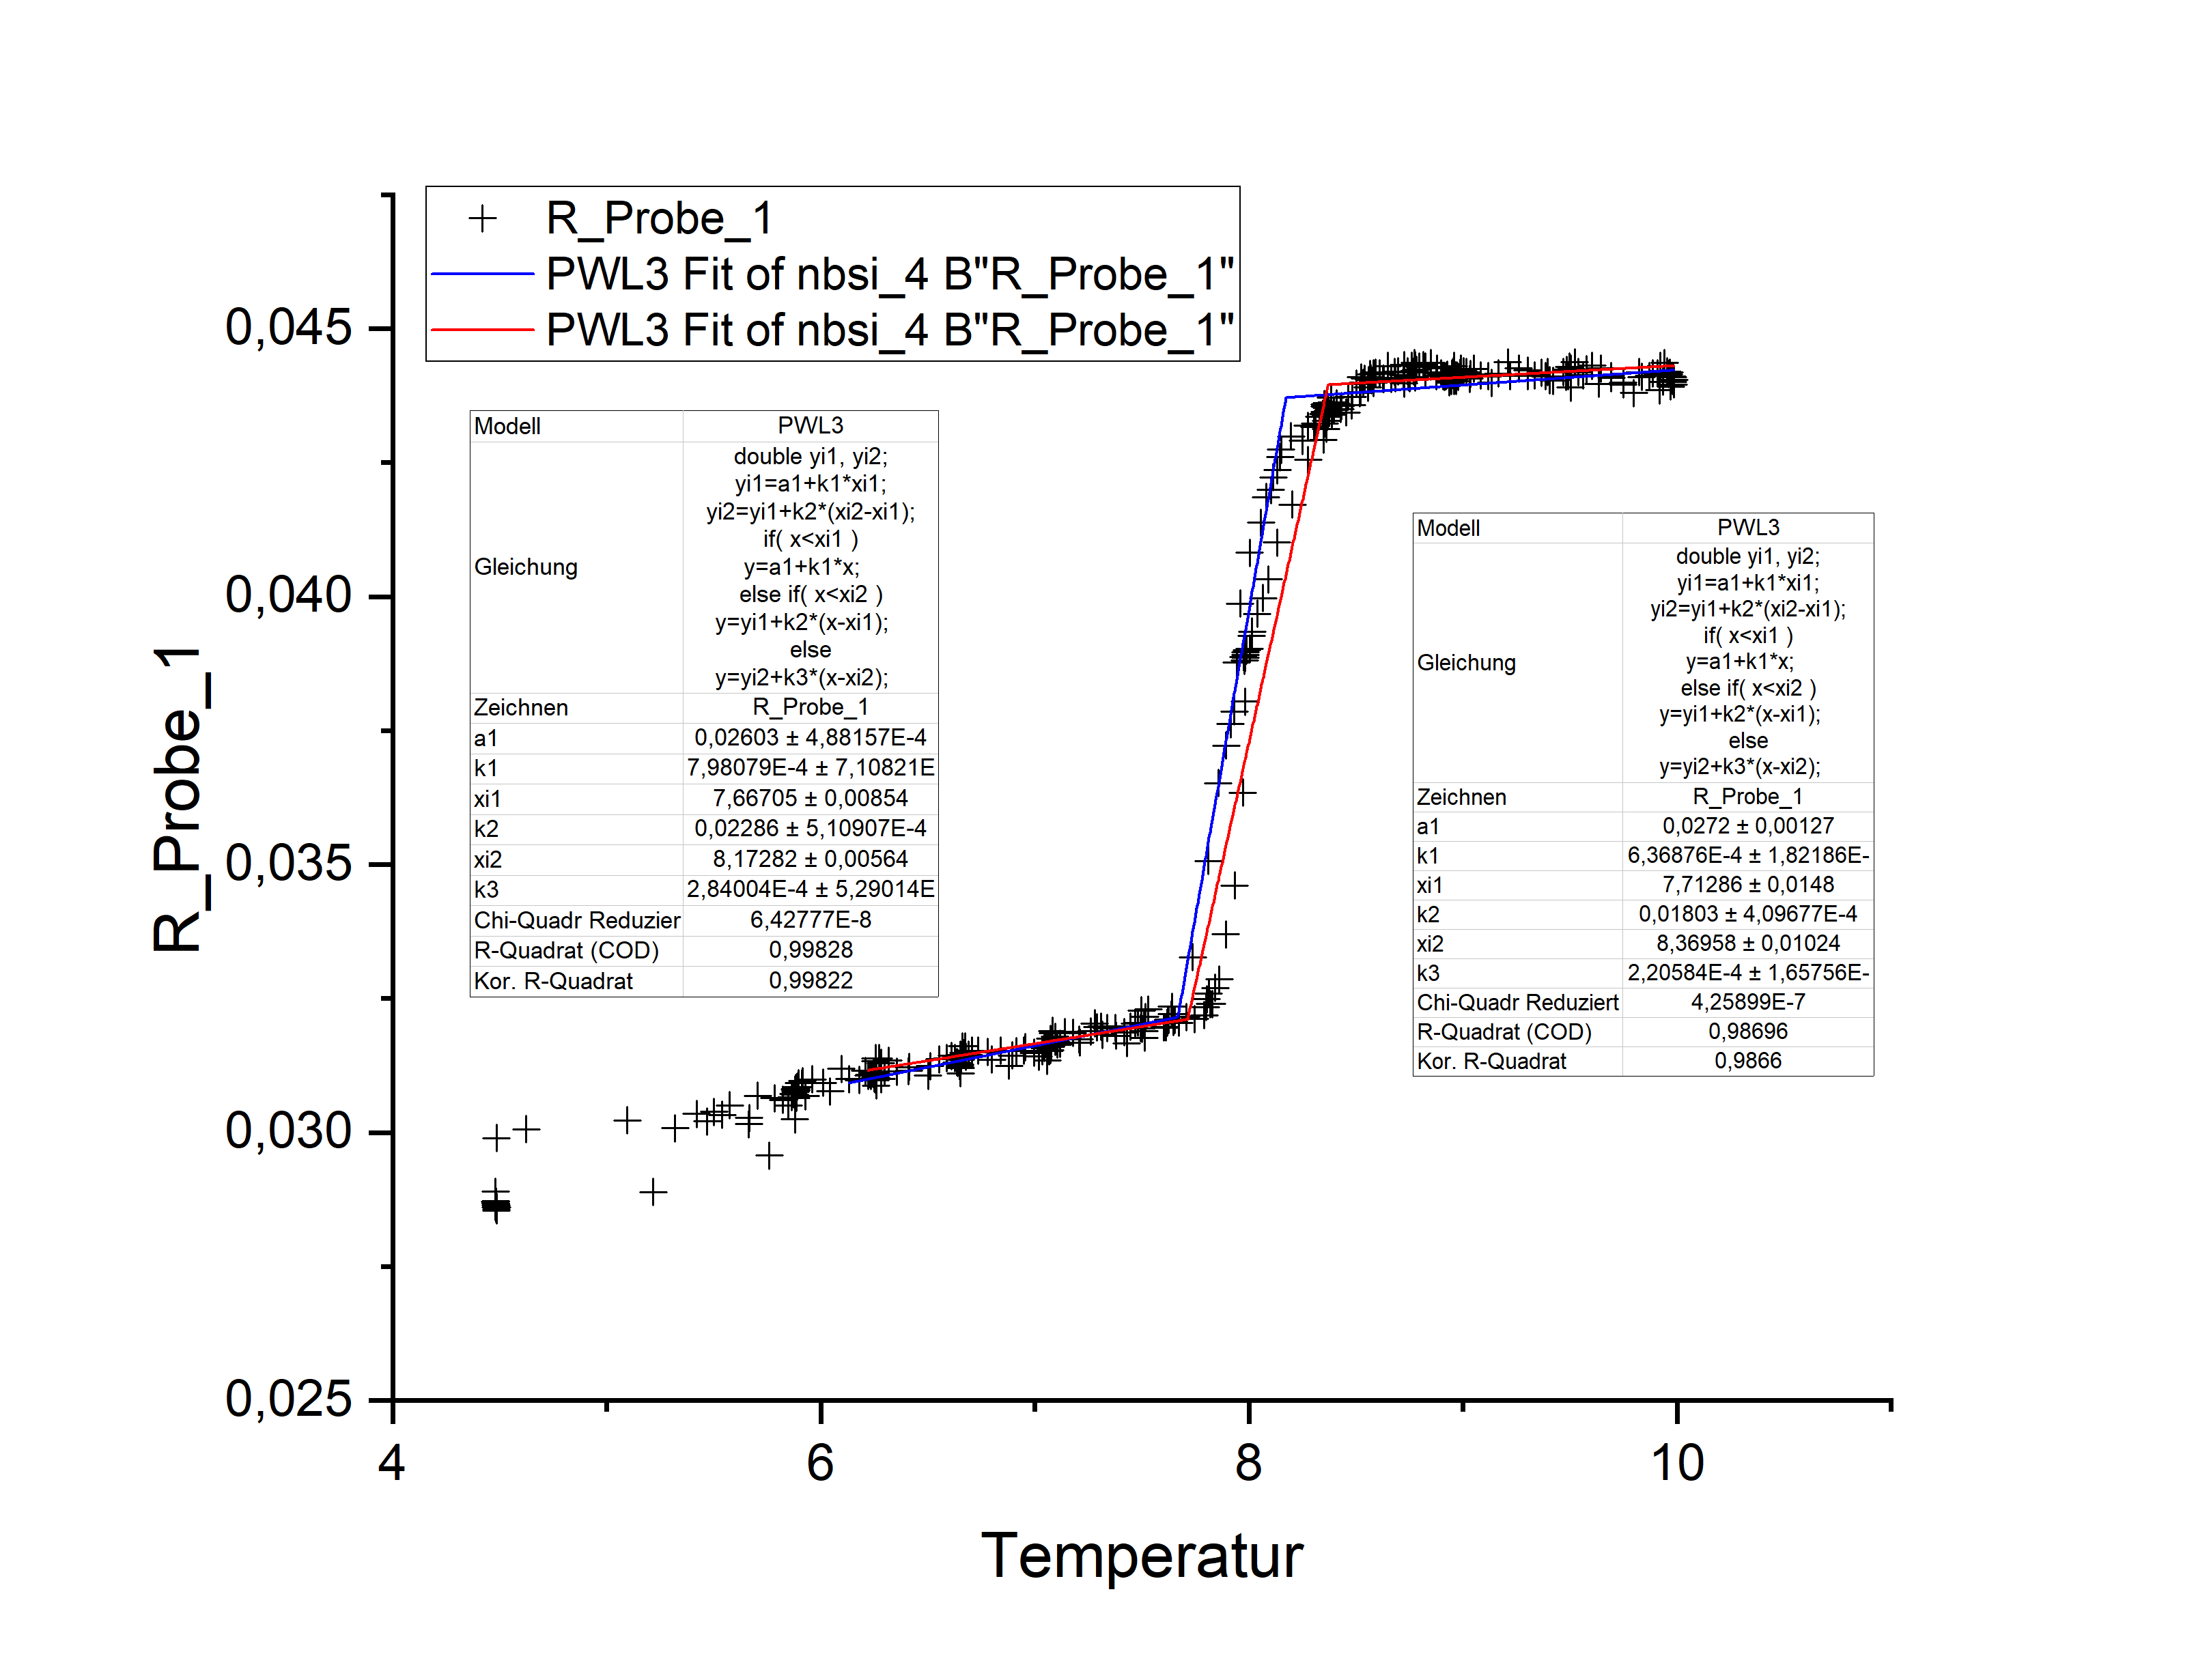 R_Probe_1
PWL3 Fit of nbsi_4 B"R_Probe_1"
PWL3 Fit of nbsi_4 B"R_Probe_1"
0,045
0,040
0,035
0,030
0,025
R_Probe_1
4
6
8
10
Temperatur
Modell PWL3
Gleichung
double yi1, yi2;
yi1=a1+k1*xi1;
yi2=yi1+k2*(xi2-xi1);
if( x<xi1 )
y=a1+k1*x;
else if( x<xi2 )
y=yi1+k2*(x-xi1);
else
y=yi2+k3*(x-xi2);
Zeichnen R_Probe_1
a1 0,02603 ± 4,88157E-4
k1 7,98079E-4 ± 7,10821E
xi1 7,66705 ± 0,00854
k2 0,02286 ± 5,10907E-4
xi2 8,17282 ± 0,00564
k3 2,84004E-4 ± 5,29014E
Chi-Quadr Reduzier 6,42777E-8
R-Quadrat (COD) 0,99828
Kor. R-Quadrat 0,99822
Modell PWL3
Gleichung
double yi1, yi2;
yi1=a1+k1*xi1;
yi2=yi1+k2*(xi2-xi1);
if( x<xi1 )
y=a1+k1*x;
else if( x<xi2 )
y=yi1+k2*(x-xi1);
else
y=yi2+k3*(x-xi2);
Zeichnen R_Probe_1
a1 0,0272 ± 0,00127
k1 6,36876E-4 ± 1,82186E-
xi1 7,71286 ± 0,0148
k2 0,01803 ± 4,09677E-4
xi2 8,36958 ± 0,01024
k3 2,20584E-4 ± 1,65756E-
Chi-Quadr Reduziert 4,25899E-7
R-Quadrat (COD) 0,98696
Kor. R-Quadrat 0,9866